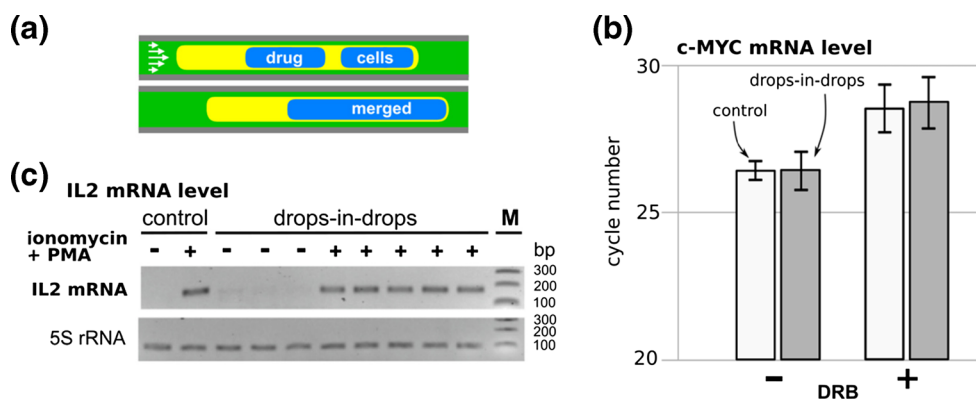 (a)
drug cells
merged
(b)
c-MYC mRNA level
30
25
20
cycle number
control
drops-in-drops
− +
DRB
(c) IL2 mRNA level
control drops-in-drops M
ionomycin
+ PMA
- + - - - + + + + + bp
IL2 mRNA
300
200
100
5S rRNA
300
200
100